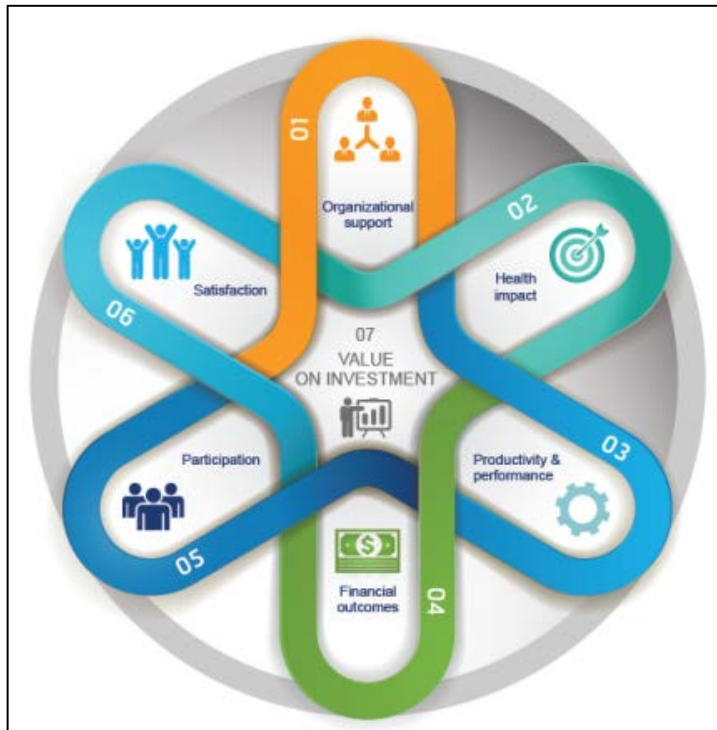 01
Organizational
support
02
Health
impact
03
Productivity &
performance
04
$
Financial
outcomes
05
Participation
06
Satisfaction
07
VALUE
ON INVESTMENT